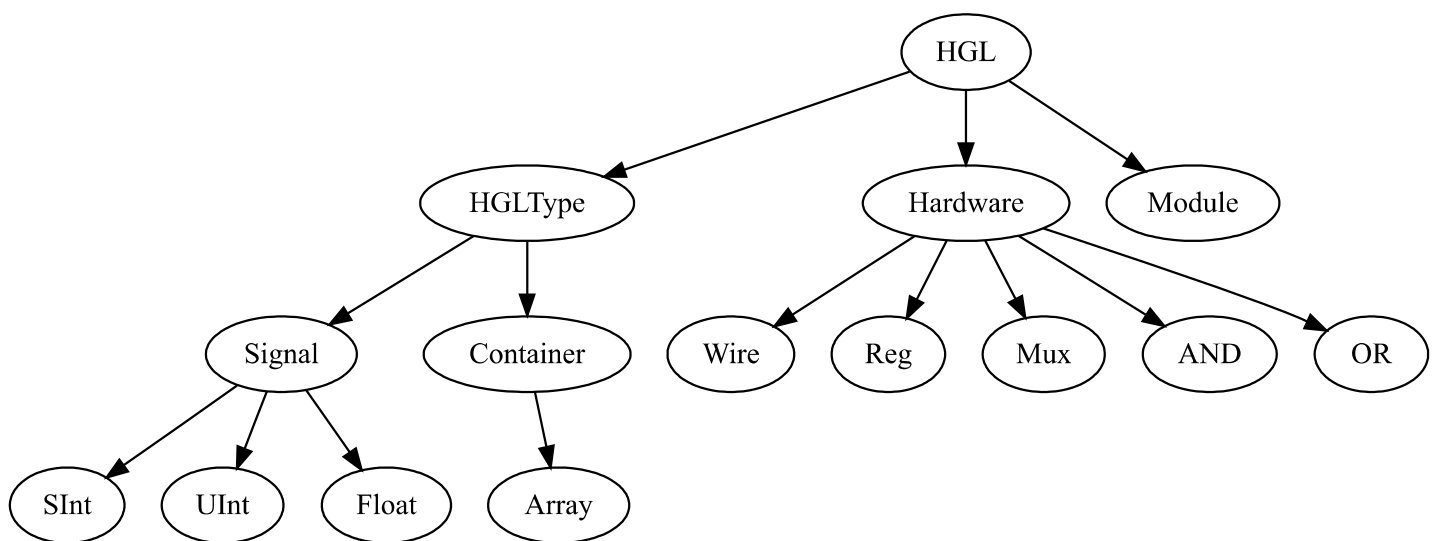 HGL
HGLType
Hardware
Module
Signal
Container
Wire
Reg
Mux
AND
OR
SInt
UInt
Float
Array